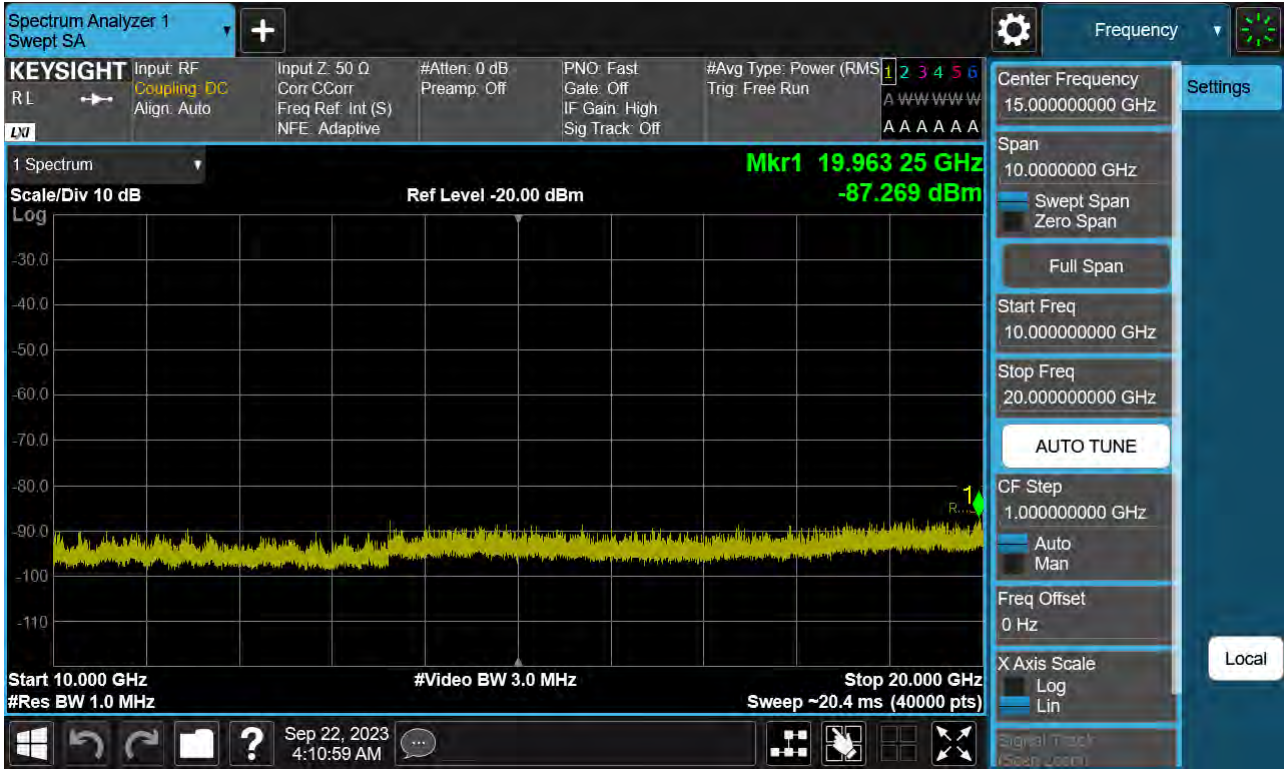 Spectrum Analyzer 1
Swept SA
+
Frequency
KEYSIGHT
RL
LXI
Input: RF
Coupling: DC
Align: Auto
Input Z: 50 Ω
Corr CCorr
Freq Ref: Int (S)
NFE: Adaptive
#Atten: 0 dB
Preamp: Off
PNO: Fast
Gate: Off
IF Gain: High
Sig Track: Off
#Avg Type: Power (RMS
Trig: Free Run
1 2 3 4 5 6
A W W W W W
A A A A A A
1 Spectrum
Scale/Div 10 dB
Log
Ref Level -20.00 dBm
Mkr1 19.963 25 GHz
-87.269 dBm
-30.0
-40.0
-50.0
-60.0
-70.0
-80.0
-90.0
-100
-110
1
Start 10.000 GHz
#Res BW 1.0 MHz
#Video BW 3.0 MHz
Stop 20.000 GHz
Sweep ~20.4 ms (40000 pts)
Center Frequency
15.000000000 GHz
Span
10.0000000 GHz
Swept Span
Zero Span
Full Span
Start Freq
10.000000000 GHz
Stop Freq
20.000000000 GHz
AUTO TUNE
CF Step
1.000000000 GHz
Auto
Man
Freq Offset
0 Hz
X Axis Scale
Log
Lin
Signal Track
(Span Zoom)
Settings
Local
?
Sep 22, 2023
4:10:59 AM